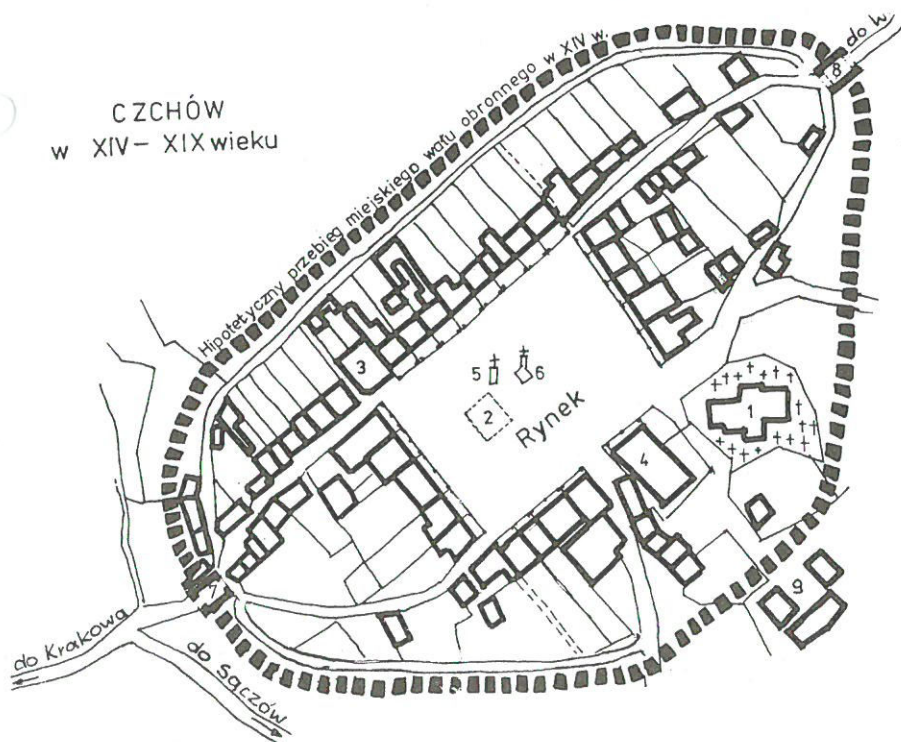 CZCHÓW
w XIV – XIX wieku
Hipotetyczny przebieg miejskiego wału obronnego w XIV w.
do W
8
3
5
6
2
Rynek
1
4
9
do Krakowa
do Sączów